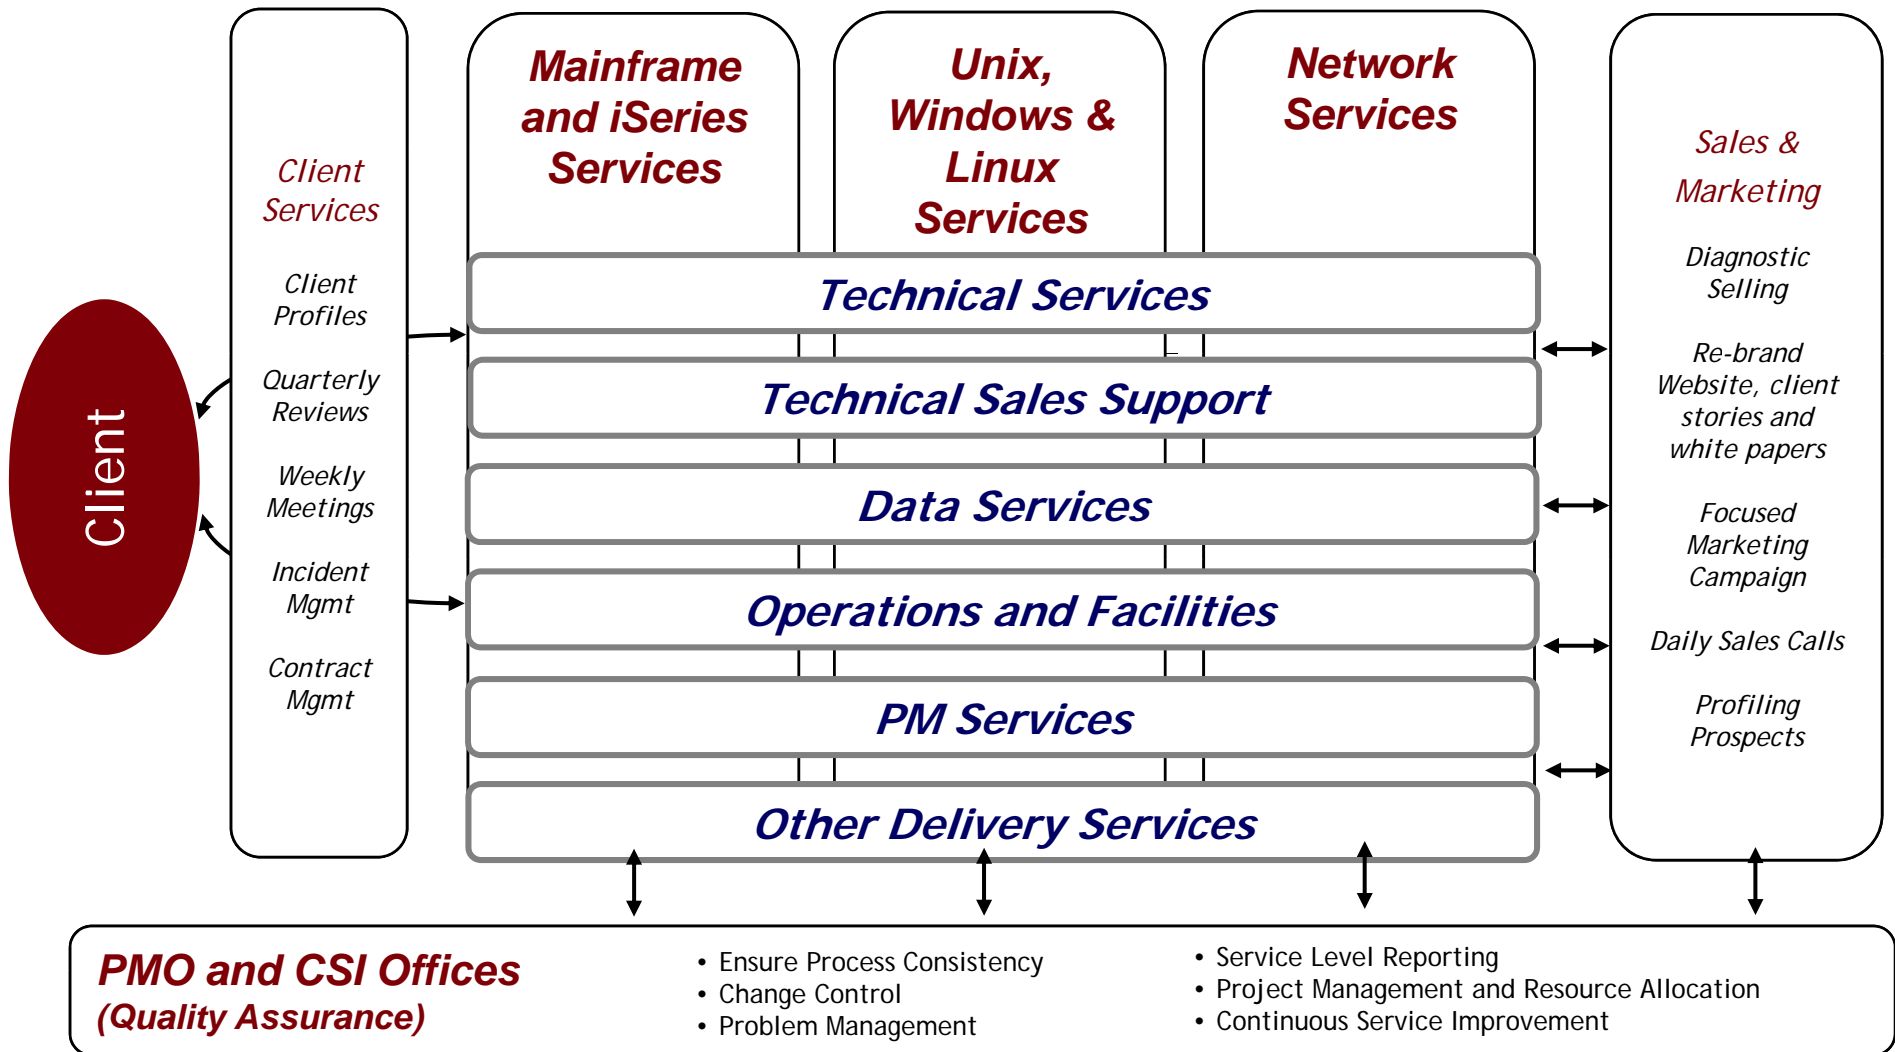 Client
Client
Services
Client
Profiles
Quarterly
Reviews
Weekly
Meetings
Incident
Mgmt
Contract
Mgmt
Mainframe
and iSeries
Services
Unix,
Windows &
Linux
Services
Network
Services
Technical Services
Technical Sales Support
Data Services
Operations and Facilities
PM Services
Other Delivery Services
Sales &
Marketing
Diagnostic
Selling
Re-brand
Website, client
stories and
white papers
Focused
Marketing
Campaign
Daily Sales Calls
Profiling
Prospects
PMO and CSI Offices
(Quality Assurance)
• Ensure Process Consistency
• Change Control
• Problem Management
• Service Level Reporting
• Project Management and Resource Allocation
• Continuous Service Improvement